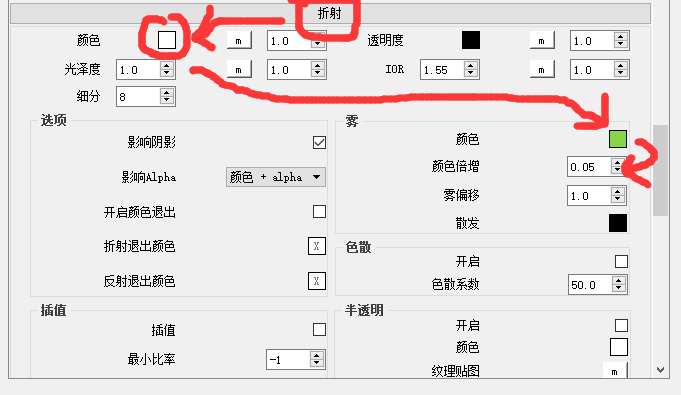 折射
颜色 m 1.0 透明度 m 1.0
光泽度 1.0 m 1.0 IOR 1.55 m 1.0
细分 8
选项
影响阴影
影响Alpha 颜色 + alpha
开启颜色退出
折射退出颜色 X
反射退出颜色 X
插值
插值
最小比率 -1
雾
颜色
颜色倍增 0.05
雾偏移 1.0
散发
色散
开启
色散系数 50.0
半透明
开启
颜色
纹理贴图 m